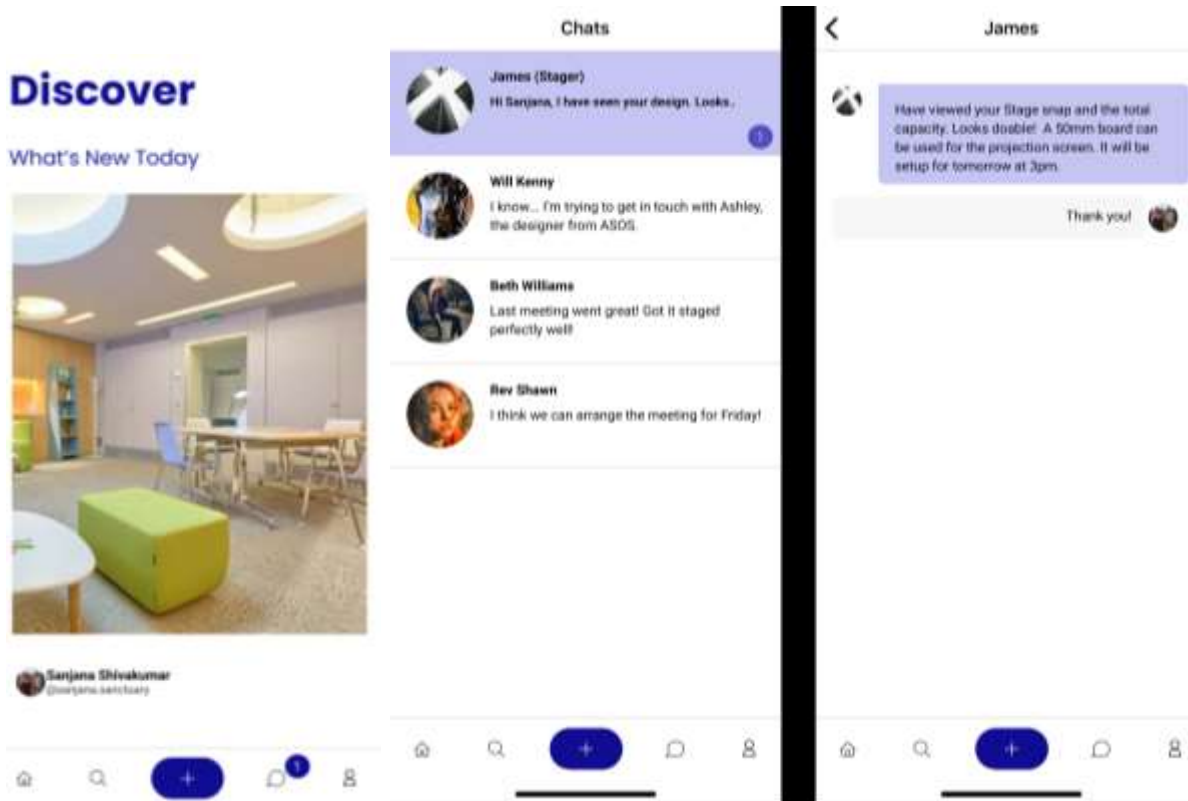 Discover
What's New Today
Sanjana Shivakumar
@sanjana.sanctuary
1
Chats
James (Stager)
Hi Sanjana, I have seen your design. Looks..
1
Will Kenny
I know... I'm trying to get in touch with Ashley,
the designer from ASOS.
Beth Williams
Last meeting went great! Got it staged
perfectly well!
Rev Shawn
I think we can arrange the meeting for Friday!
James
Have viewed your Stage snap and the total
capacity. Looks doable! A 50mm board can
be used for the projection screen. It will be
setup for tomorrow at 3pm.
Thank you!